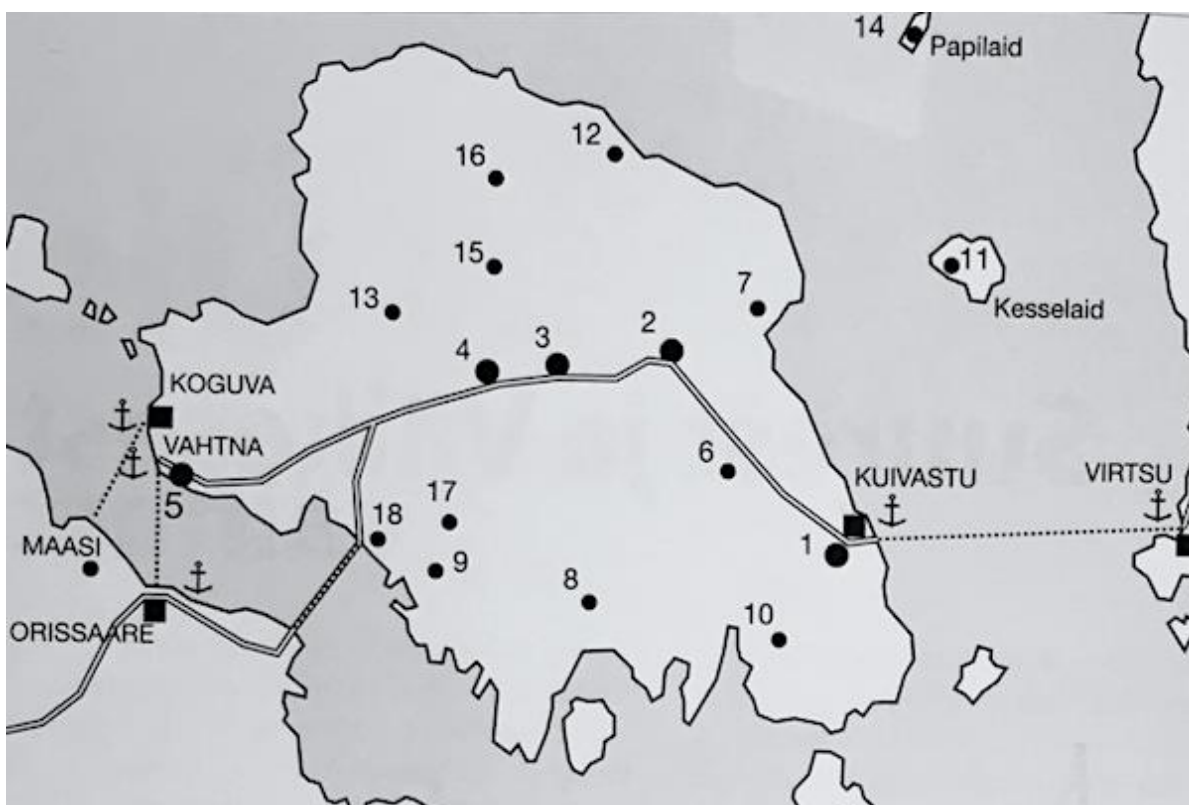 14
Papilaid
12
16
15
11
Kesselaid
13
7
2
3
4
KOGUVA
VAHTNA
5
6
KUIVASTU
VIRTSU
17
18
1
MAASI
9
8
10
ORISSAARE